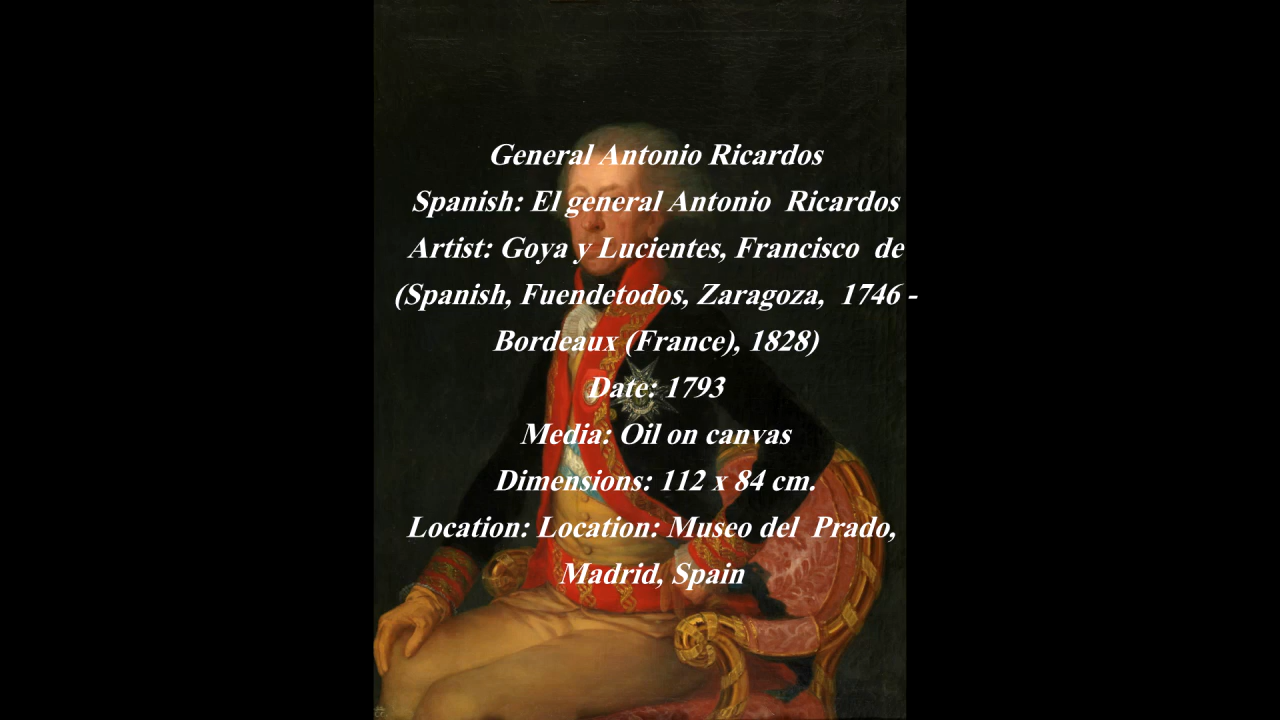 General Antonio Ricardos
Spanish: El general Antonio Ricardos
Artist: Goya y Lucientes, Francisco de
(Spanish, Fuendetodos, Zaragoza, 1746 -
Bordeaux (France), 1828)
Date: 1793
Media: Oil on canvas
Dimensions: 112 x 84 cm.
Location: Location: Museo del Prado,
Madrid, Spain